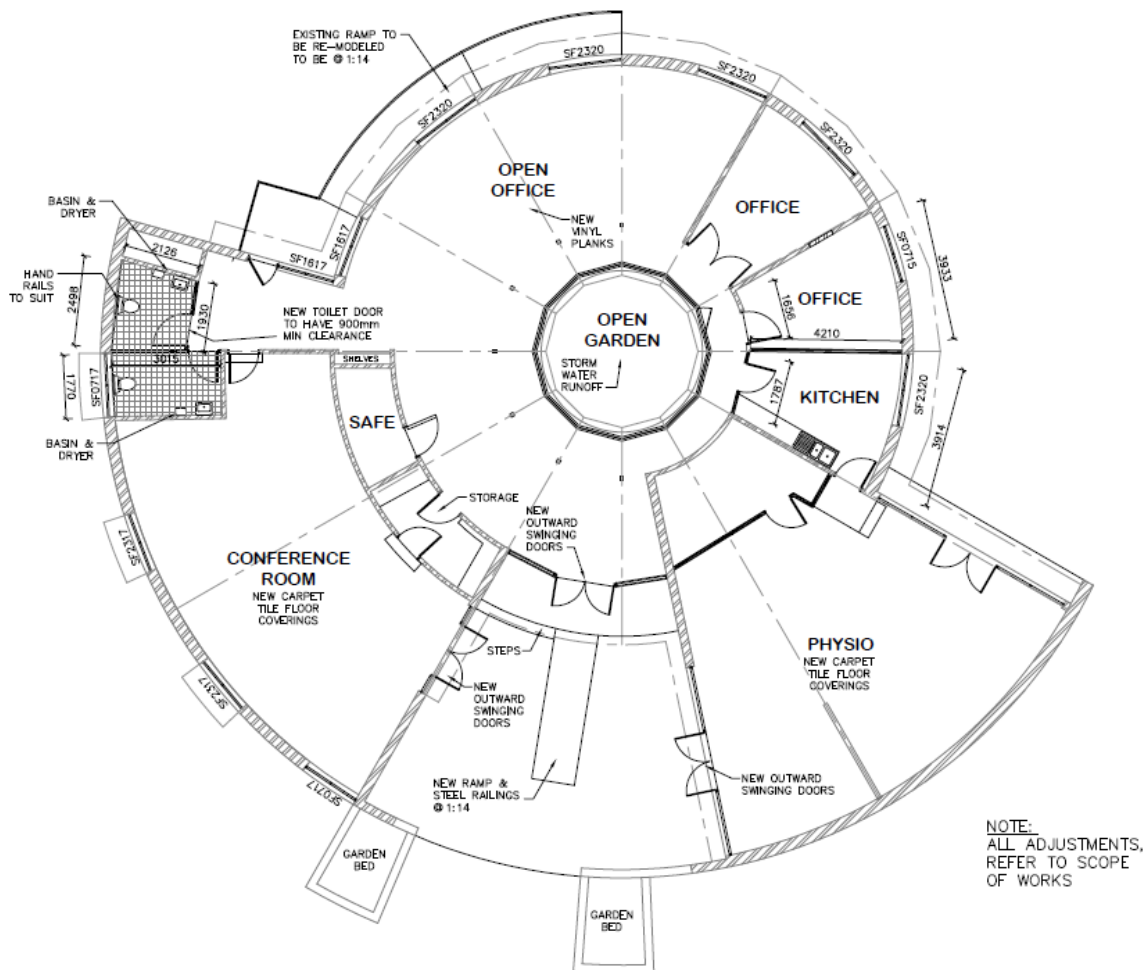 EXISTING RAMP TO
BE RE-MODELED
TO BE @ 1:14
SF2320
SF2320
SF2320
SF2320
OPEN
OFFICE
NEW
VINYL
PLANKS
OFFICE
BASIN &
DRYER
2126
SF1617
SF1617
SF0715
3933
HAND
RAILS
TO SUIT
2498
1930
NEW TOILET DOOR
TO HAVE 900mm
MIN CLEARANCE
OPEN
GARDEN
STORM
WATER
RUNOFF
1656
OFFICE
4210
3015
SHELVES
1770
SF0717
1787
KITCHEN
SF2320
3914
SAFE
BASIN &
DRYER
STORAGE
NEW
OUTWARD
SWINGING
DOORS
SF2317
CONFERENCE
ROOM
NEW CARPET
TILE FLOOR
COVERINGS
STEPS
PHYSIO
NEW CARPET
TILE FLOOR
COVERINGS
SF2317
NEW
OUTWARD
SWINGING
DOORS
SF0717
NEW RAMP &
STEEL RAILINGS
@ 1:14
NEW OUTWARD
SWINGING DOORS
GARDEN
BED
GARDEN
BED
NOTE:
ALL ADJUSTMENTS,
REFER TO SCOPE
OF WORKS